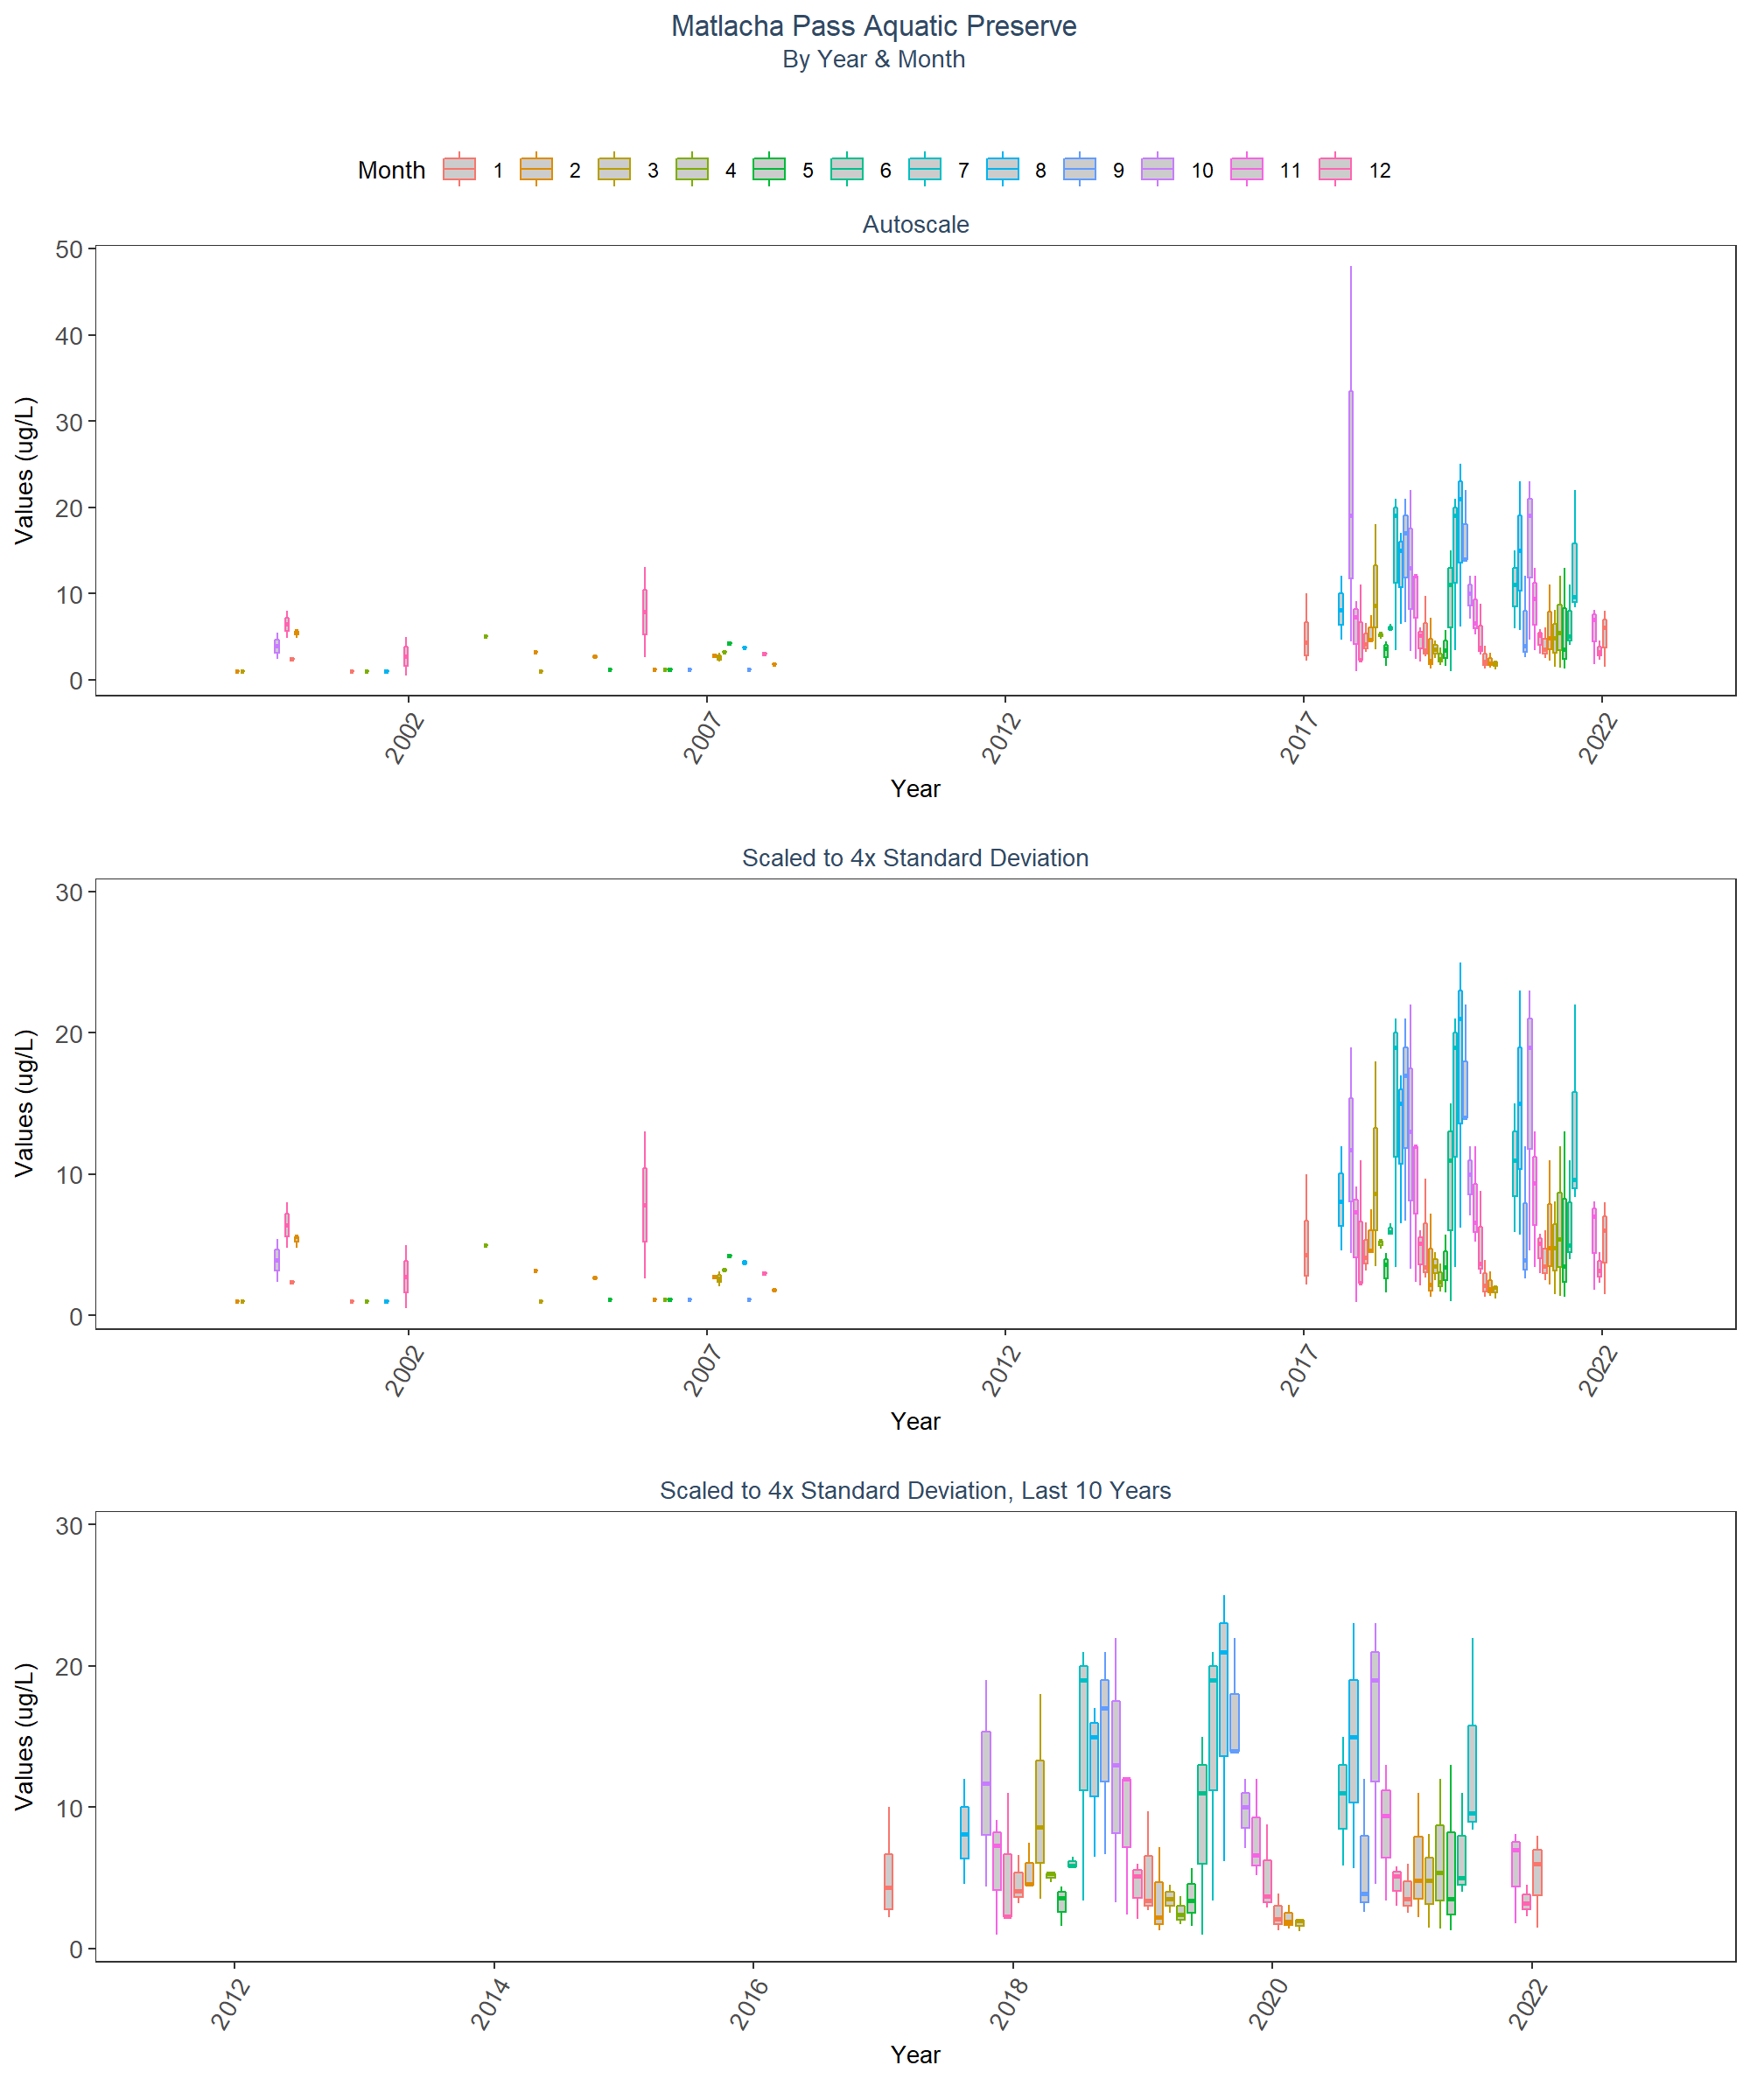 Matlacha Pass Aquatic Preserve
By Year & Month
Month 1 2 3 4 5 6 7 8 9 10 11 12
Autoscale
Values (ug/L)
50
40
30
20
10
0
2002 2007 2012 2017 2022
Year
Scaled to 4x Standard Deviation
Values (ug/L)
30
20
10
0
2002 2007 2012 2017 2022
Year
Scaled to 4x Standard Deviation, Last 10 Years
Values (ug/L)
30
20
10
0
2012 2014 2016 2018 2020 2022
Year